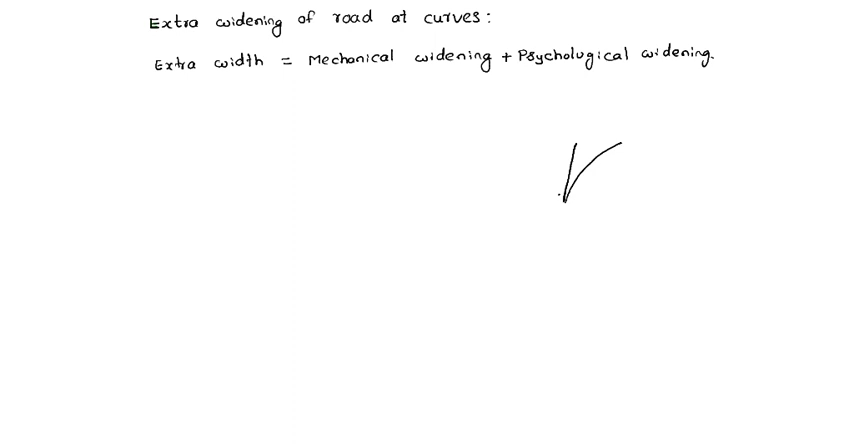 Extra widening of road at curves:
Extra width = Mechanical widening + Psychological widening.